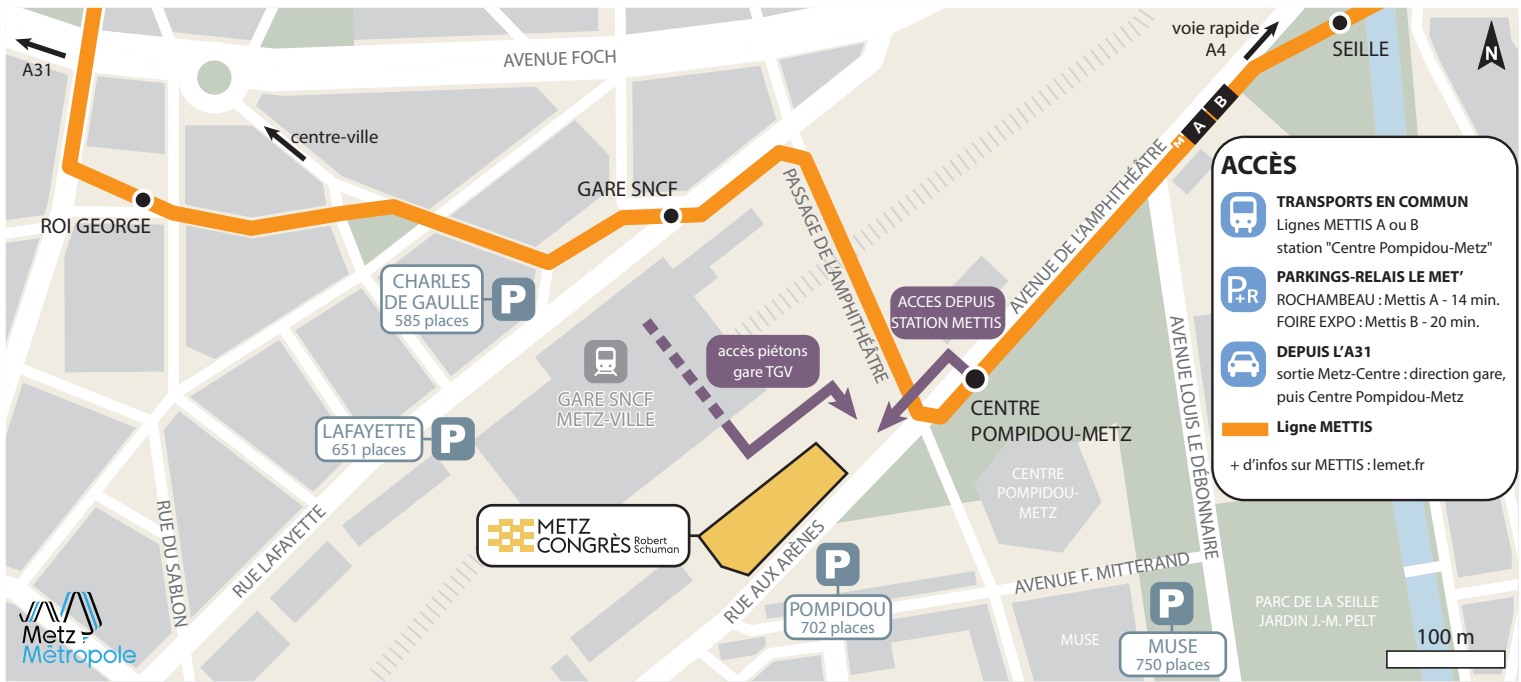 A31
AVENUE FOCH
voie rapide
A4
SEILLE
N
centre-ville
ROI GEORGE
GARE SNCF
PASSAGE DE L'AMPHITHÉÂTRE
AVENUE DE L'AMPHITHÉÂTRE
M A B
CHARLES
DE GAULLE
585 places
P
ACCES DEPUIS
STATION METTIS
accès piétons
gare TGV
GARE SNCF
METZ-VILLE
LAFAYETTE
651 places
P
CENTRE
POMPIDOU-METZ
CENTRE
POMPIDOU-
METZ
AVENUE LOUIS LE DÉBONNAIRE
RUE DU SABLON
RUE LAFAYETTE
METZ
CONGRÈS Robert
Schuman
RUE AUX ARÈNES
P
POMPIDOU
702 places
AVENUE F. MITTERAND
P
MUSE
MUSE
750 places
PARC DE LA SEILLE
JARDIN J.-M. PELT
100 m
Metz
Métropole
ACCÈS
TRANSPORTS EN COMMUN
Lignes METTIS A ou B
station "Centre Pompidou-Metz"
P+R
PARKINGS-RELAIS LE MET'
ROCHAMBEAU : Mettis A - 14 min.
FOIRE EXPO : Mettis B - 20 min.
DEPUIS L'A31
sortie Metz-Centre : direction gare,
puis Centre Pompidou-Metz
Ligne METTIS
+ d'infos sur METTIS : lemet.fr